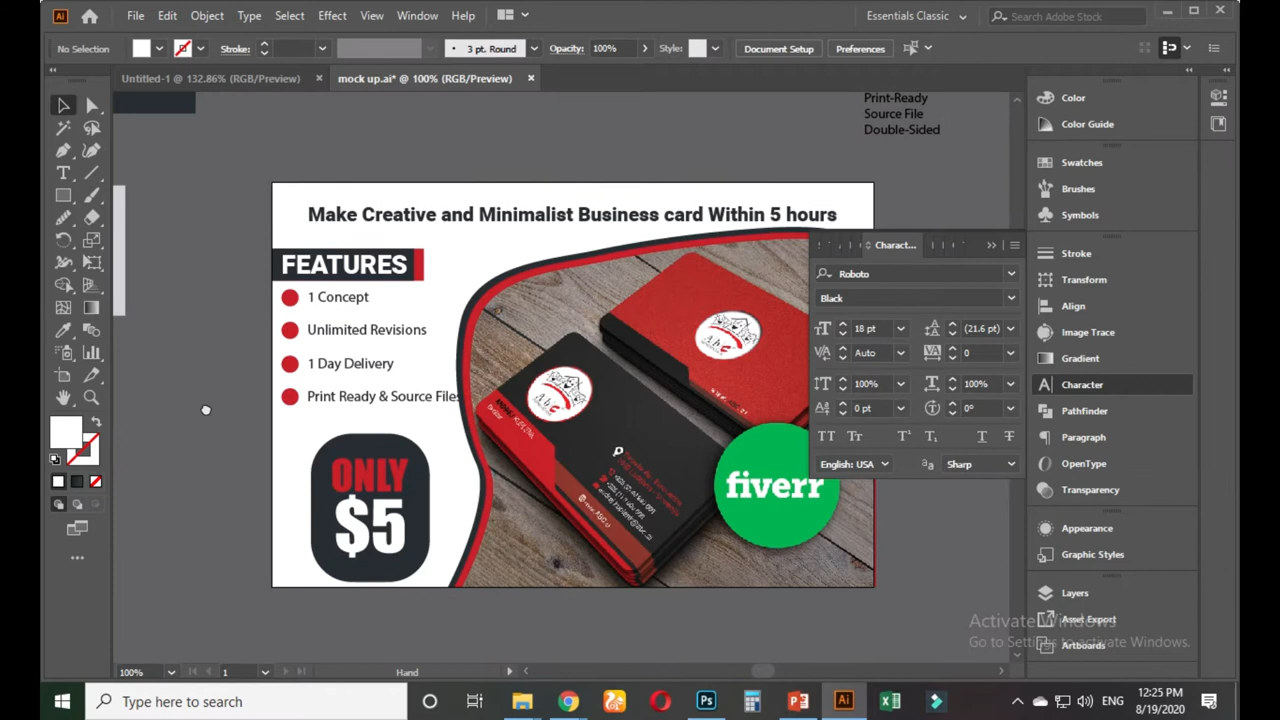 Ai
File Edit Object Type Select Effect View Window Help
Essentials Classic
Search Adobe Stock
No Selection
Stroke:
3 pt. Round
Opacity: 100%
Style:
Document Setup
Preferences
Untitled-1 @ 132.86% (RGB/Preview)
mock up.ai* @ 100% (RGB/Preview)
Print-Ready
Source File
Double-Sided
Make Creative and Minimalist Business card Within 5 hours
FEATURES
1 Concept
Unlimited Revisions
1 Day Delivery
Print Ready & Source Files
ONLY
$5
fiverr
Charact...
Roboto
Black
18 pt
(21.6 pt)
Auto
0
100%
100%
0 pt
0°
English: USA
Sharp
Color
Color Guide
Swatches
Brushes
Symbols
Stroke
Transform
Align
Image Trace
Gradient
Character
Pathfinder
Paragraph
OpenType
Transparency
Appearance
Graphic Styles
Layers
Asset Export
Artboards
Activate Windows
Go to Settings to activate Windows.
100%
1
Hand
Type here to search
Ps
Ai
ENG
12:25 PM
8/19/2020